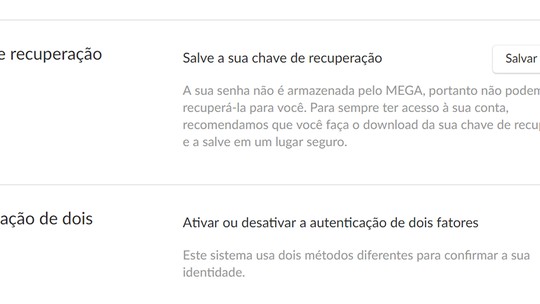 e recuperação
Salve a sua chave de recuperação
Salvar
A sua senha não é armazenada pelo MEGA, portanto não podem
recuperá-la para você. Para sempre ter acesso à sua conta,
recomendamos que você faça o download da sua chave de recu
e a salve em um lugar seguro.
ação de dois
Ativar ou desativar a autenticação de dois fatores
Este sistema usa dois métodos diferentes para confirmar a sua
identidade.